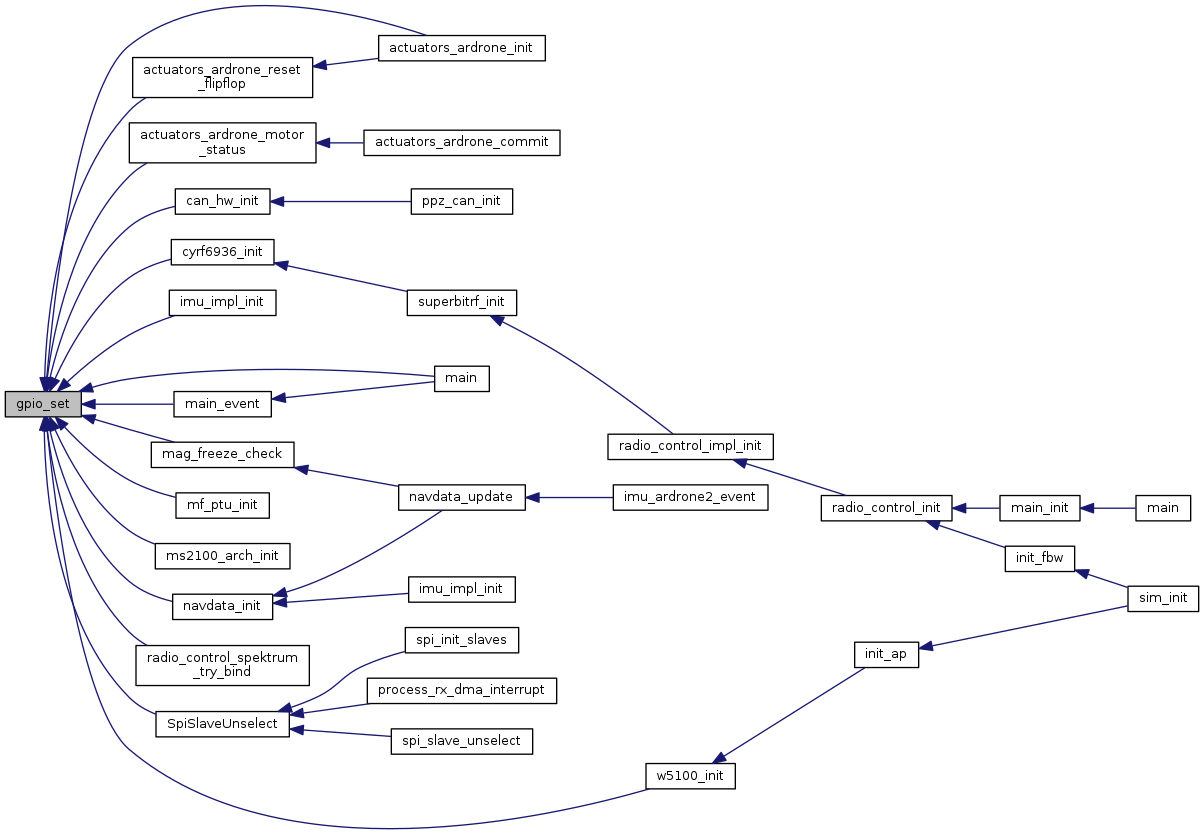 actuators_ardrone_init
actuators_ardrone_reset
_flipflop
actuators_ardrone_motor
_status
actuators_ardrone_commit
can_hw_init
ppz_can_init
cyrf6936_init
imu_impl_init
superbitrf_init
main
gpio_set
main_event
radio_control_impl_init
mag_freeze_check
navdata_update
imu_ardrone2_event
mf_ptu_init
radio_control_init
main_init
main
ms2100_arch_init
init_fbw
imu_impl_init
navdata_init
sim_init
spi_init_slaves
radio_control_spektrum
_try_bind
init_ap
process_rx_dma_interrupt
SpiSlaveUnselect
spi_slave_unselect
w5100_init